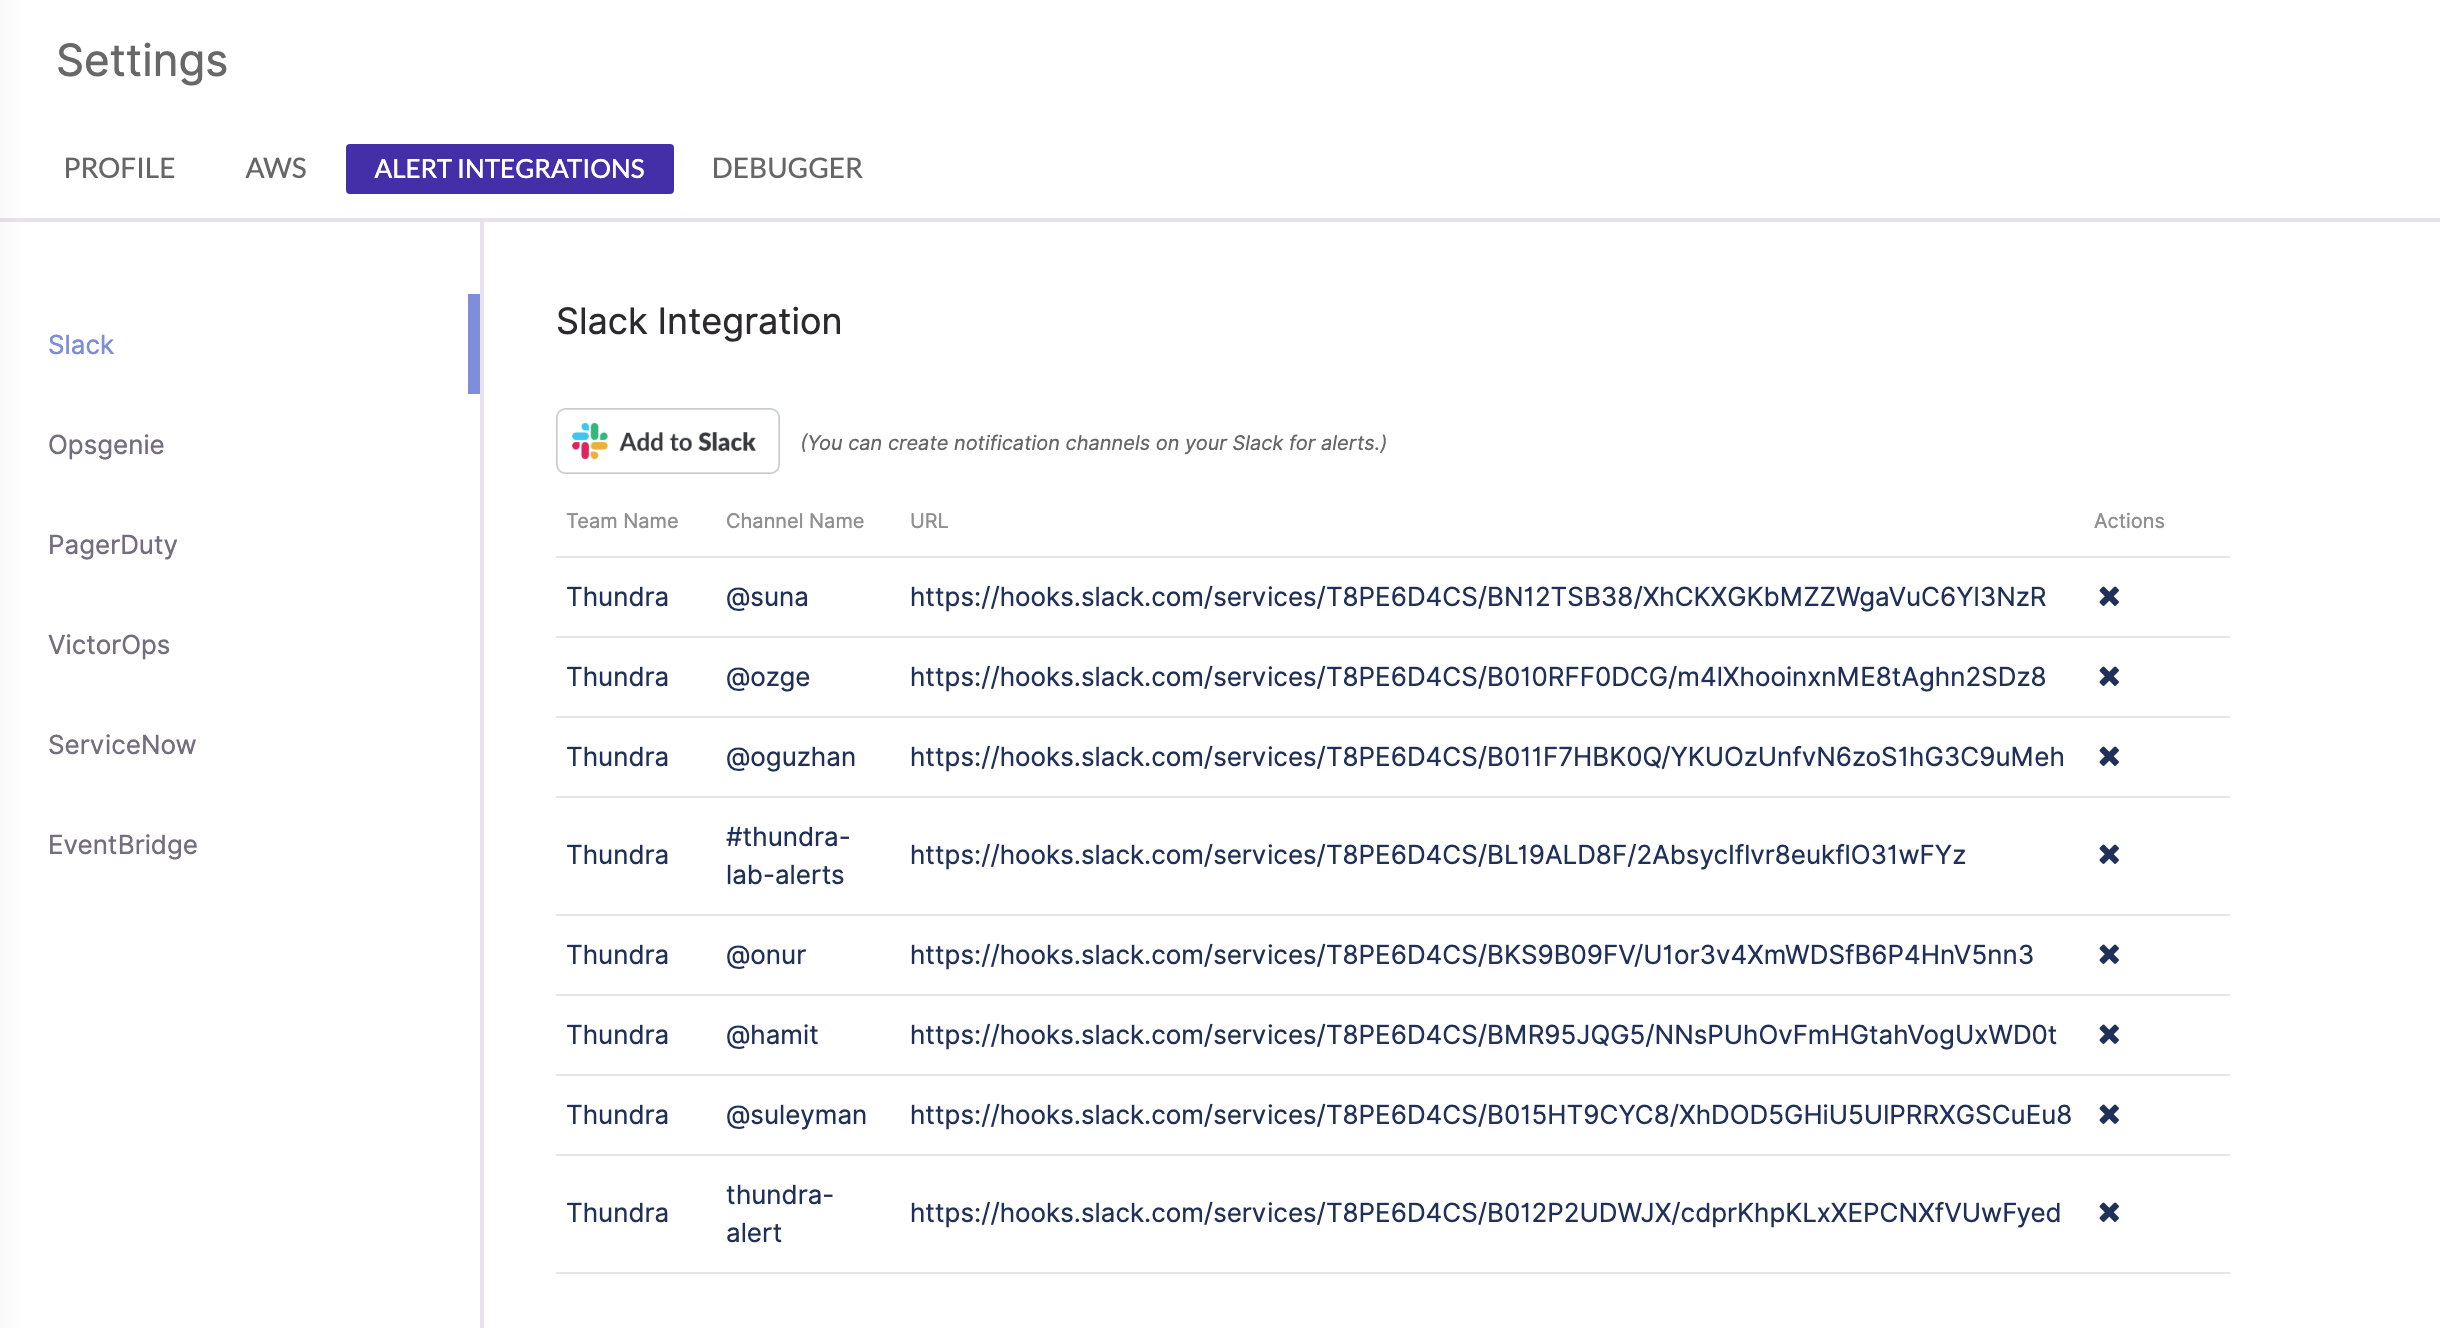 Settings
PROFILE
AWS
ALERT INTEGRATIONS
DEBUGGER
Slack
Opsgenie
PagerDuty
VictorOps
ServiceNow
EventBridge
Slack Integration
Add to Slack
(You can create notification channels on your Slack for alerts.)
Team Name Channel Name URL Actions
Thundra @suna https://hooks.slack.com/services/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
Thundra @ozge https://hooks.slack.com/services/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
Thundra @oguzhan https://hooks.slack.com/services/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
Thundra #thundra-
lab-alerts https://hooks.slack.com/services/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
Thundra @onur https://hooks.slack.com/services/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
Thundra @hamit https://hooks.slack.com/services/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
Thundra @suleyman https://hooks.slack.com/services/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
Thundra thundra-
alert https://hooks.slack.com/services/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